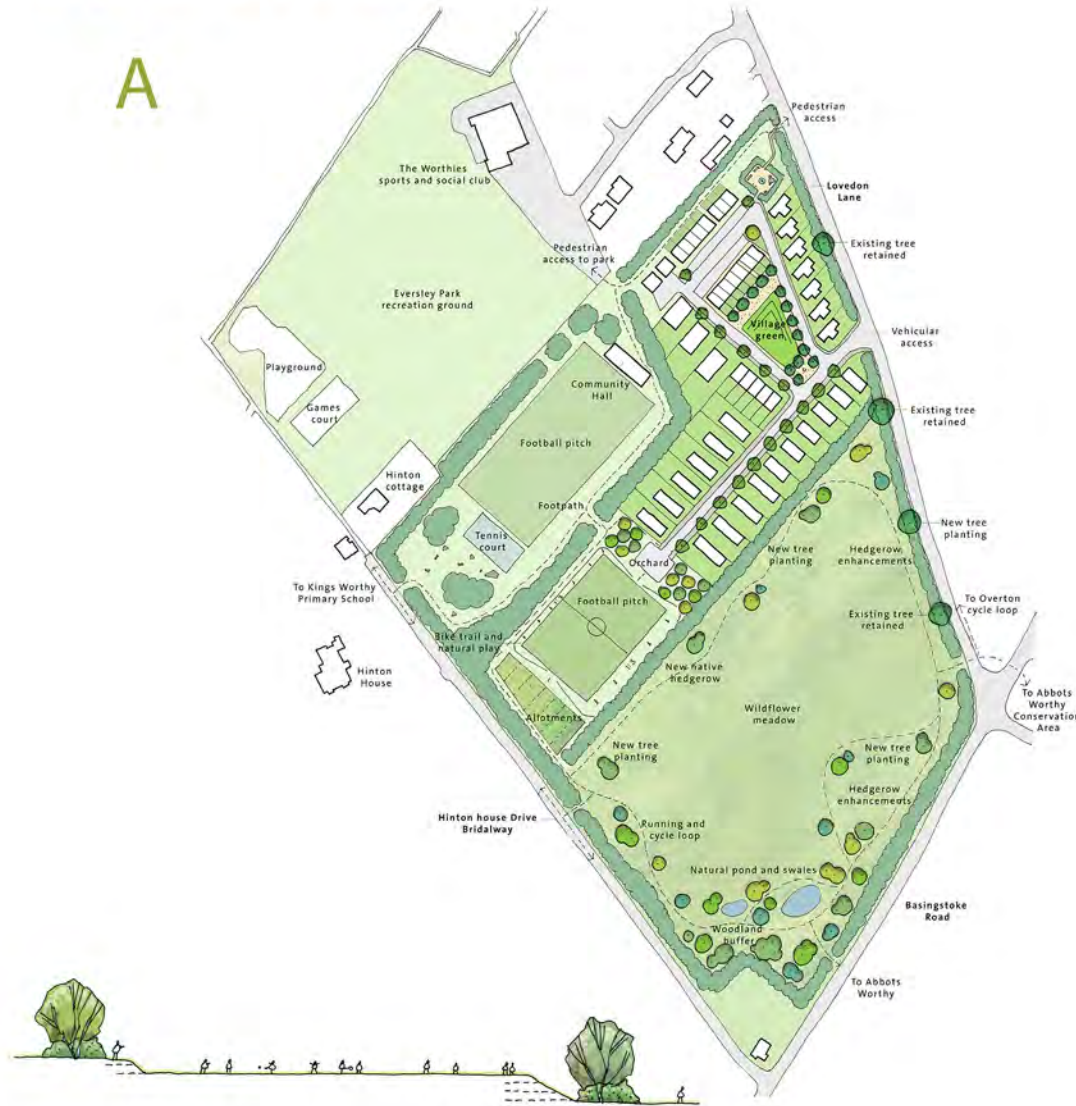 A
Pedestrian
access
The Worthies
sports and social club
Lovedon
Lane
Existing tree
retained
Pedestrian
access to park
Eversley Park
recreation ground
Village
green
Vehicular
access
Playground
Community
Hall
Games
court
Existing tree
retained
Football pitch
Hinton
cottage
Footpath
Tennis
court
New tree
planting
Hedgerow
enhancements
New tree
planting
Orchard
To Kings Worthy
Primary School
Football pitch
To Overton
cycle loop
Existing tree
retained
Bike trail and
natural play
Hinton
House
New native
hedgerow
To Abbots
Worthy
Conservation
Area
Wildflower
meadow
Allotments
New tree
planting
New tree
planting
Hedgerow
enhancements
Hinton house Drive
Bridalway
Running and
cycle loop
Natural pond and swales
Basingstoke
Road
Woodland
buffer
To Abbots
Worthy